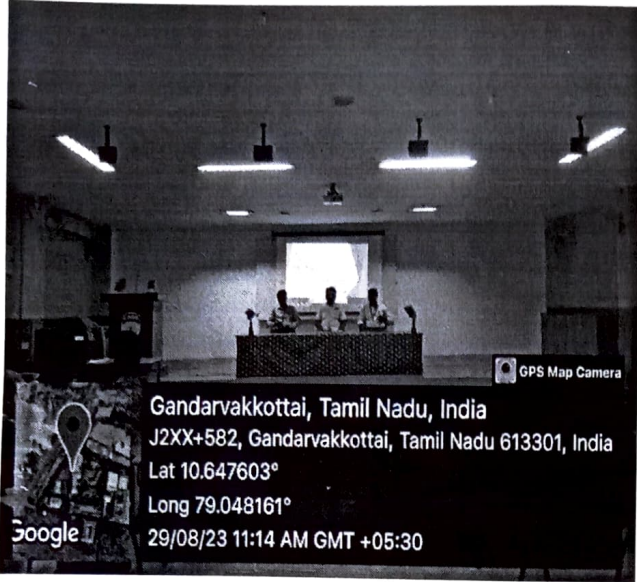 GPS Map Camera
Gandarvakkottai, Tamil Nadu, India
J2XX+582, Gandarvakkottai, Tamil Nadu 613301, India
Lat 10.647603°
Long 79.048161°
Google
29/08/23 11:14 AM GMT +05:30